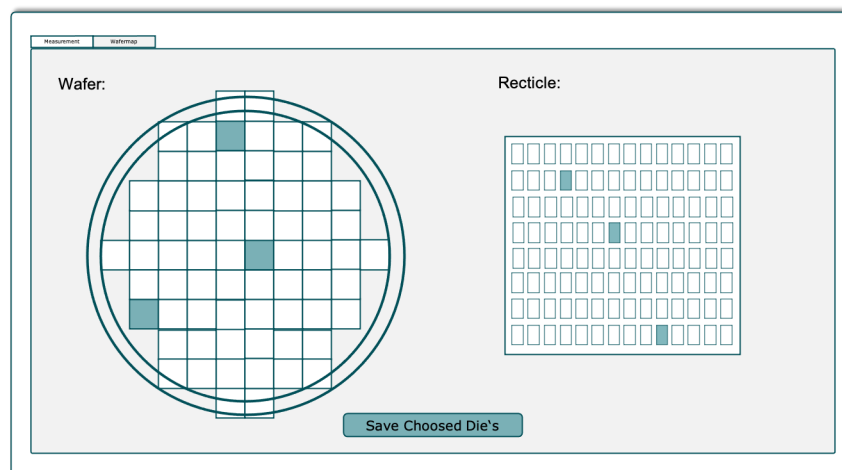 Measurement
Wafermap
Wafer:
Recticle:
Save Choosed Die's